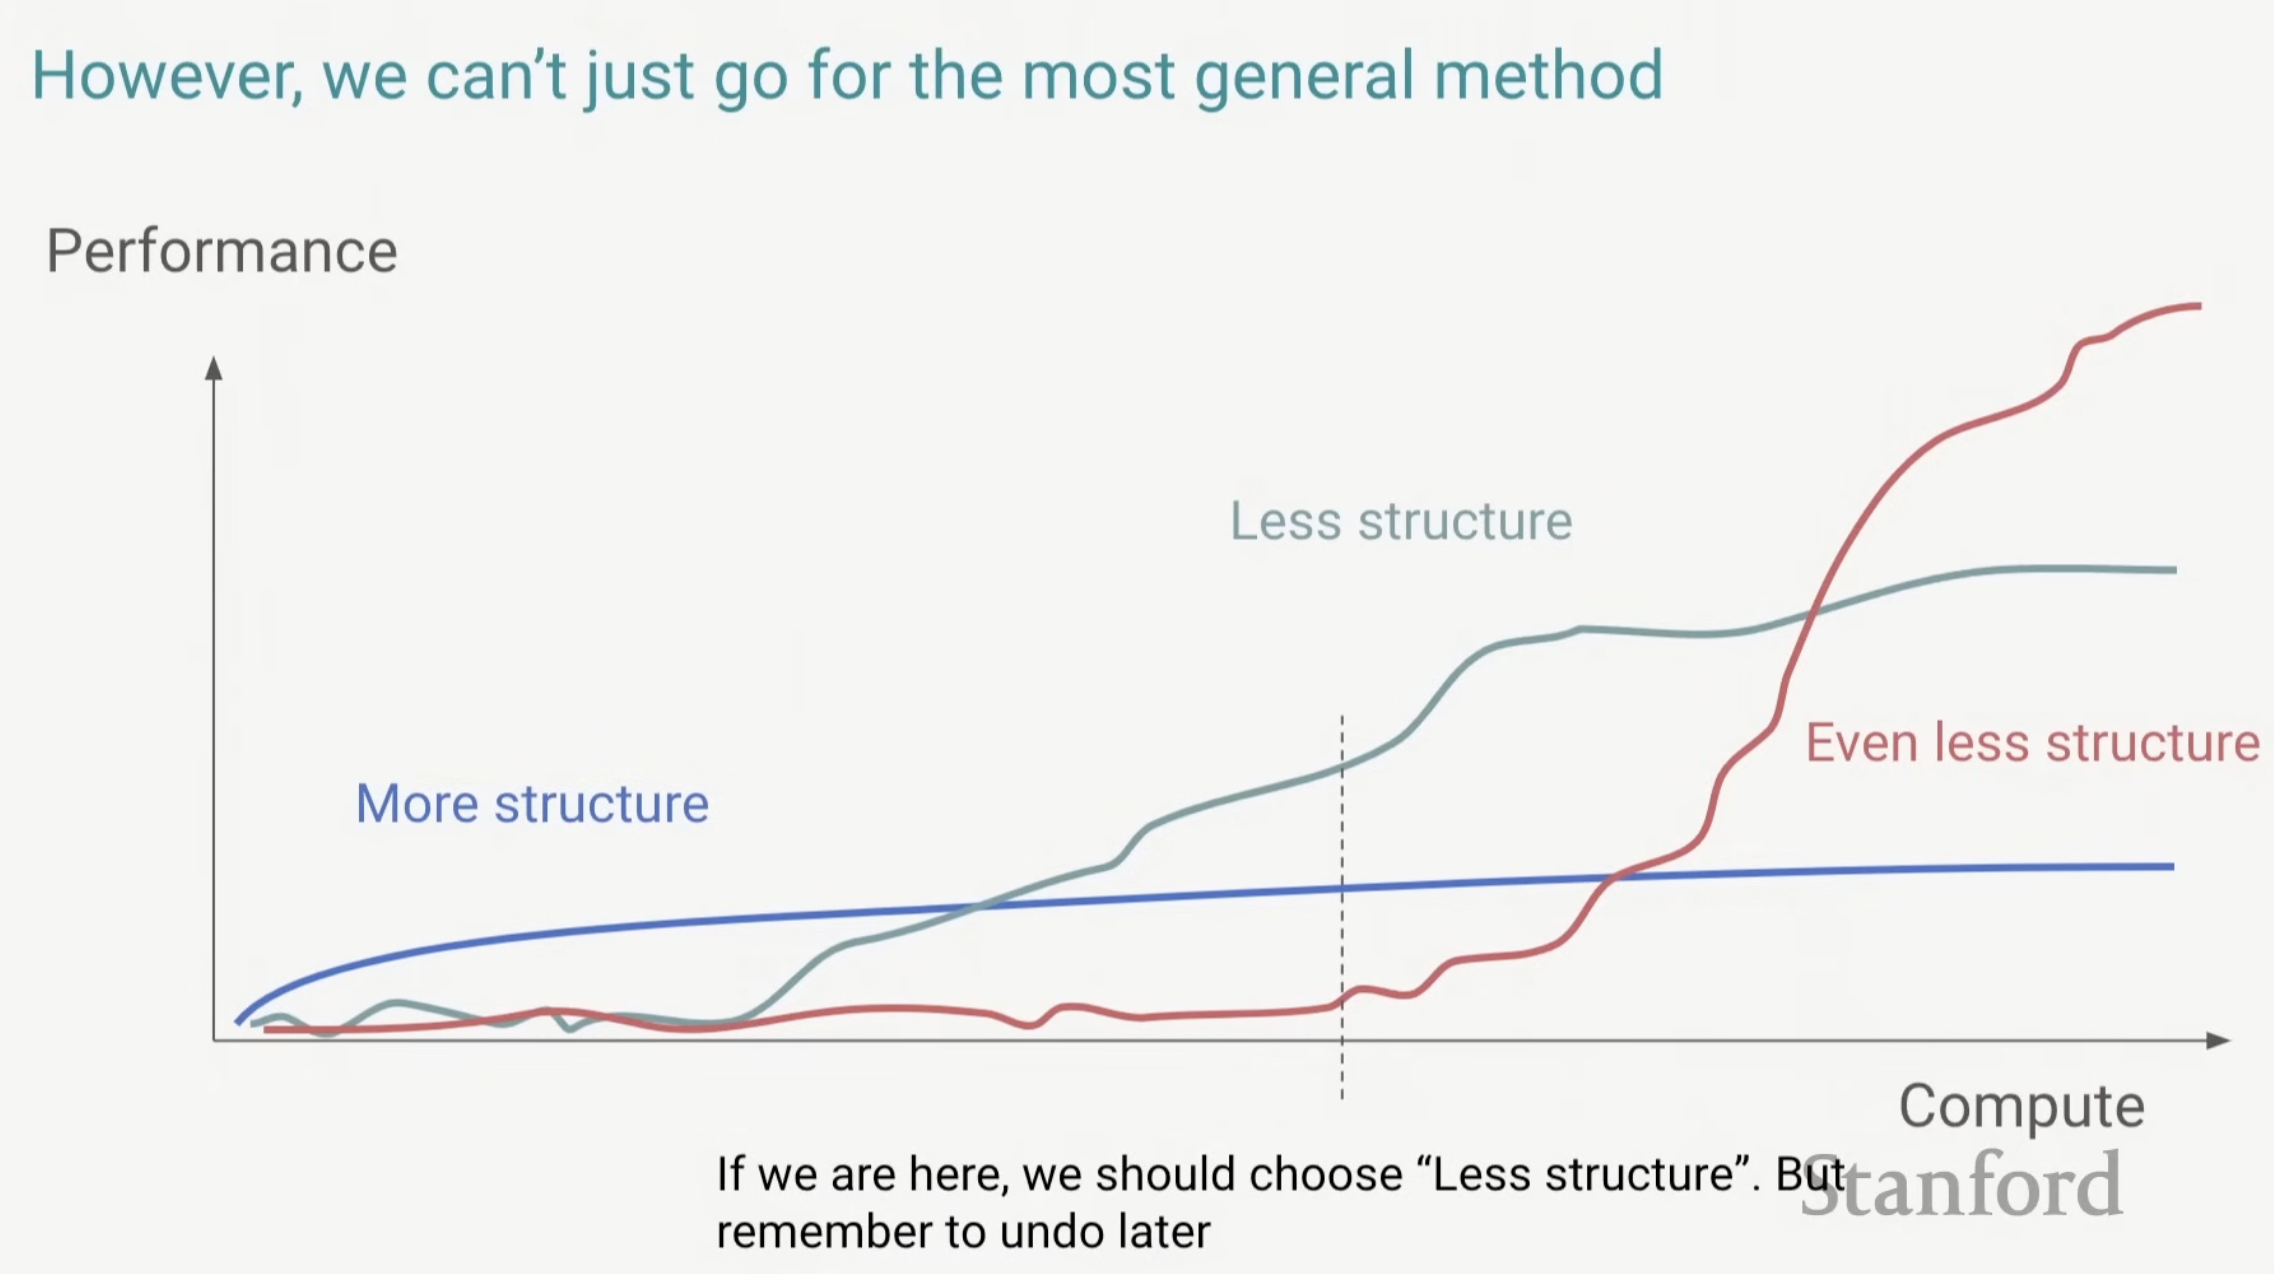 However, we can’t just go for the most general method
Performance
Less structure
Even less structure
More structure
Compute
If we are here, we should choose “Less structure”. But
remember to undo later
Stanford